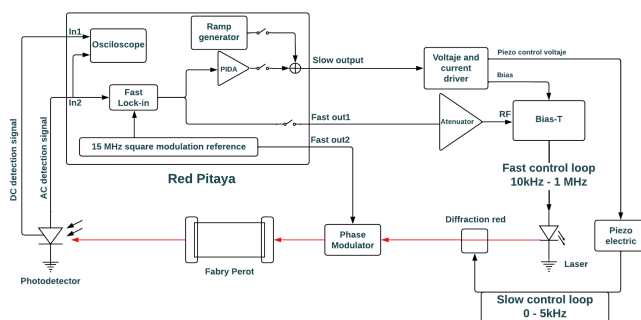 Ramp
generator
In1
Osciloscope
PIDA
Slow output
Voltaje and
current
driver
Piezo control voltaje
Ibias
In2
Fast
Lock-in
Fast out1
Atenuator
RF
Bias-T
15 MHz square modulation reference
Fast out2
Red Pitaya
DC detection signal
AC detection signal
Fast control loop
10kHz - 1 MHz
Diffraction red
Phase
Modulator
Piezo
electric
Laser
Photodetector
Fabry Perot
Slow control loop
0 - 5kHz